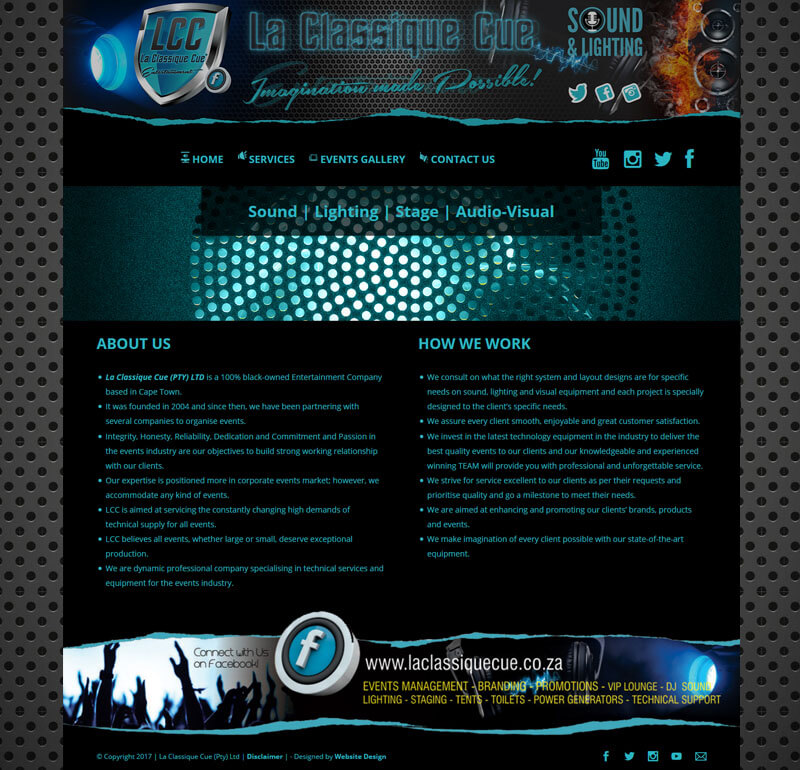 LCC
La Classique Cue
Entertainment
La Classique Cue
Imagination made Possible!
SOUND
& LIGHTING
HOME
SERVICES
EVENTS GALLERY
CONTACT US
You
Tube
Sound | Lighting | Stage | Audio-Visual
ABOUT US
La Classique Cue (PTY) LTD is a 100% black-owned Entertainment Company
based in Cape Town.
It was founded in 2004 and since then, we have been partnering with
several companies to organise events.
Integrity, Honesty, Reliability, Dedication and Commitment and Passion in
the events industry are our objectives to build strong working relationship
with our clients.
Our expertise is positioned more in corporate events market; however, we
accommodate any kind of events.
LCC is aimed at servicing the constantly changing high demands of
technical supply for all events.
LCC believes all events, whether large or small, deserve exceptional
production.
We are dynamic professional company specialising in technical services and
equipment for the events industry.
HOW WE WORK
We consult on what the right system and layout designs are for specific
needs on sound, lighting and visual equipment and each project is specially
designed to the client's specific needs.
We assure every client smooth, enjoyable and great customer satisfaction.
We invest in the latest technology equipment in the industry to deliver the
best quality events to our clients and our knowledgeable and experienced
winning TEAM will provide you with professional and unforgettable service.
We strive for service excellent to our clients as per their requests and
prioritise quality and go a milestone to meet their needs.
We are aimed at enhancing and promoting our clients' brands, products
and events.
We make imagination of every client possible with our state-of-the-art
equipment.
Connect with Us
on Facebook!
www.laclassiquecue.co.za
EVENTS MANAGEMENT - BRANDING - PROMOTIONS - VIP LOUNGE - DJ SOUND
LIGHTING - STAGING - TENTS - TOILETS - POWER GENERATORS - TECHNICAL SUPPORT
© Copyright 2017 | La Classique Cue (Pty) Ltd | Disclaimer | - Designed by Website Design